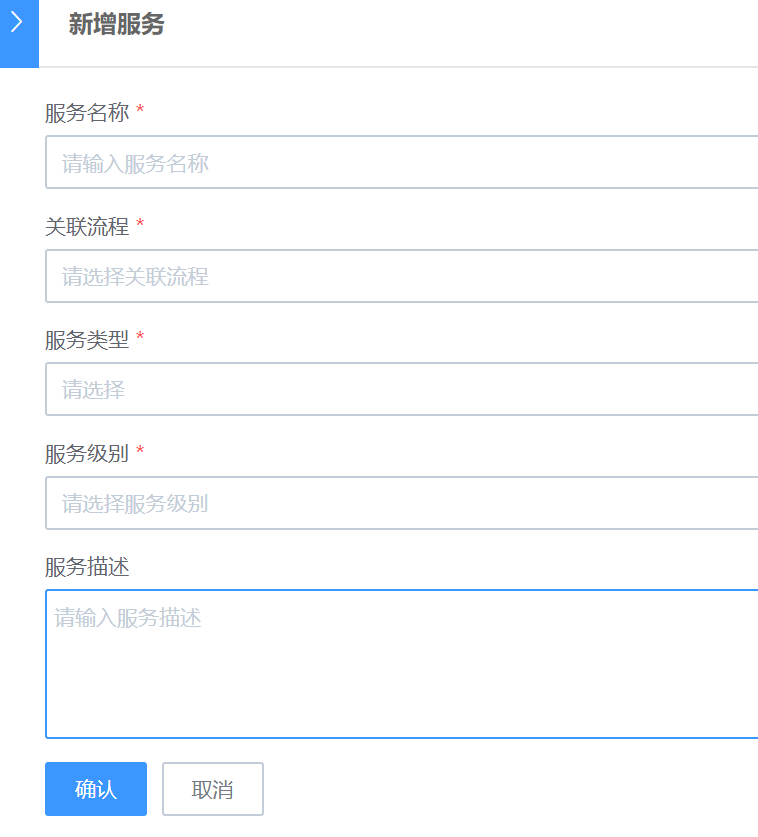 新增服务
服务名称 *
请输入服务名称
关联流程 *
请选择关联流程
服务类型 *
请选择
服务级别 *
请选择服务级别
服务描述
请输入服务描述
确认 取消